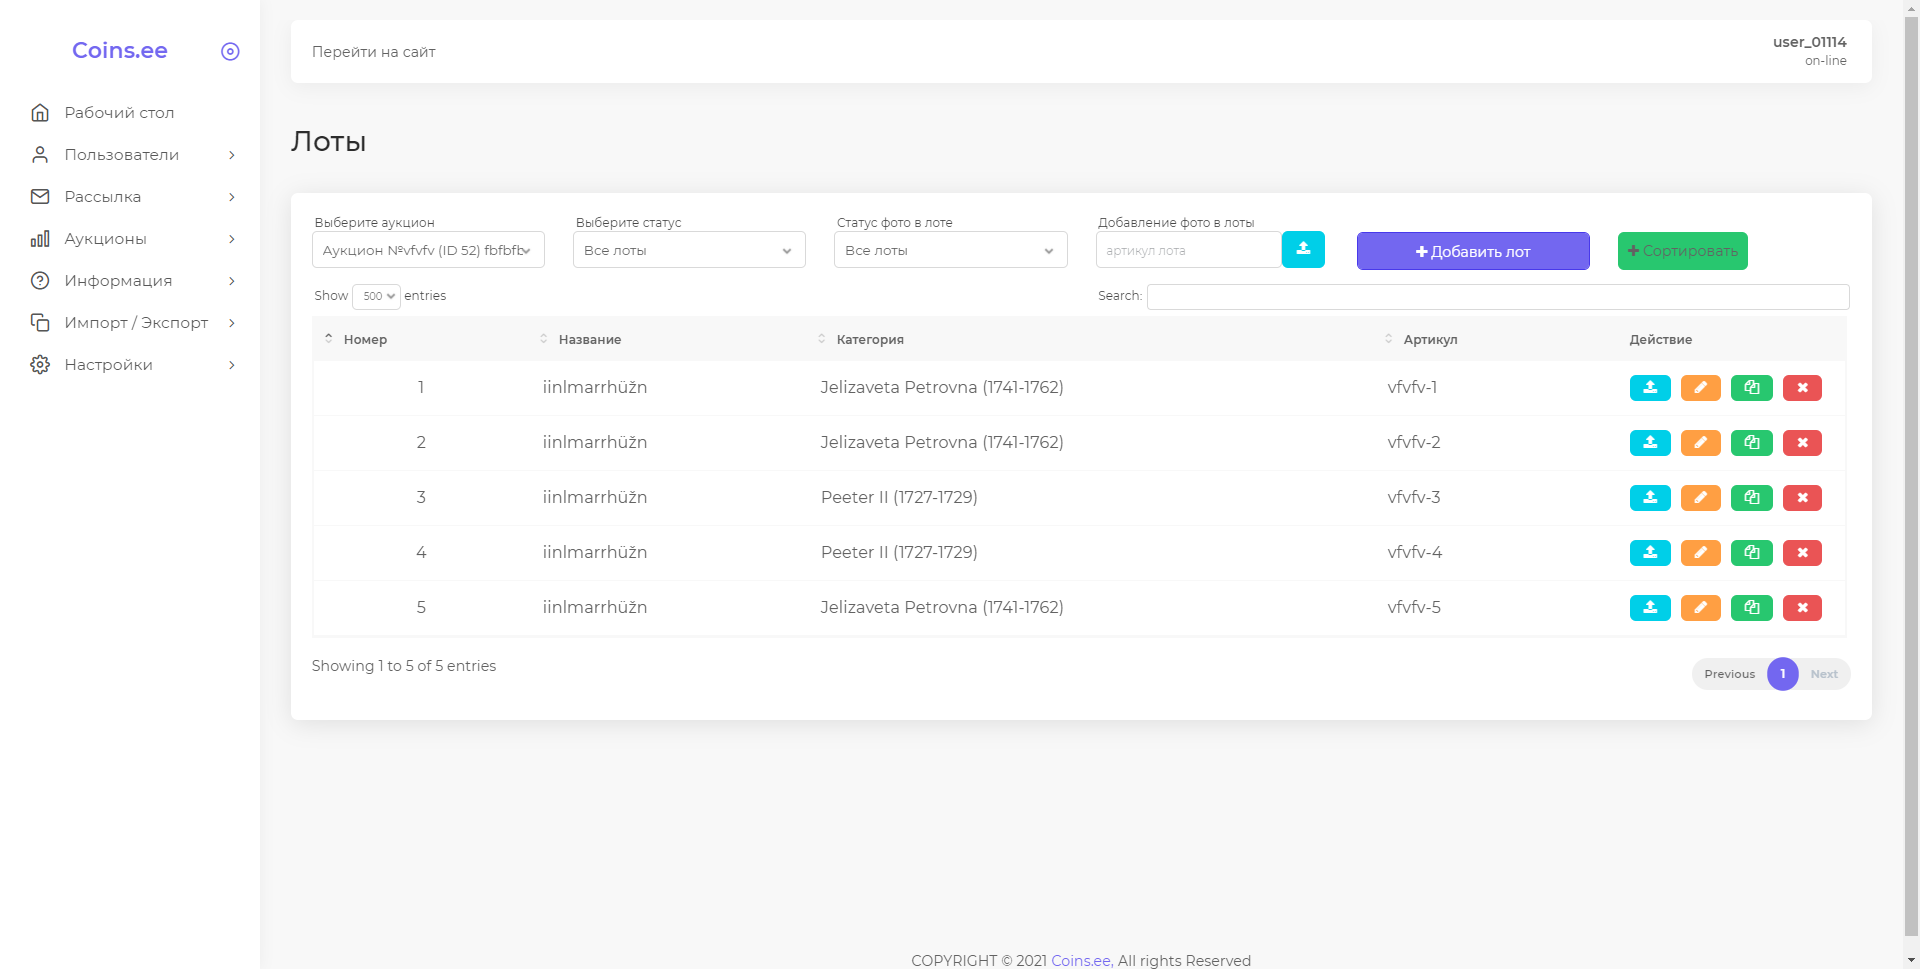 Coins.ee
Перейти на сайт
user_01114
on-line
Рабочий стол
Пользователи
Рассылка
Аукционы
Информация
Импорт / Экспорт
Настройки
Лоты
Выберите аукцион
Выберите статус
Статус фото в лоте
Добавление фото в лоты
Аукцион №vfvfv (ID 52) fbfbfb
Все лоты
Все лоты
артикул лота
Добавить лот
Сортировать
Show 500 entries
Search:
Номер Название Категория Артикул Действие
1 iinlmarrhüžn Jelizaveta Petrovna (1741-1762) vfvfv-1
2 iinlmarrhüžn Jelizaveta Petrovna (1741-1762) vfvfv-2
3 iinlmarrhüžn Peeter II (1727-1729) vfvfv-3
4 iinlmarrhüžn Peeter II (1727-1729) vfvfv-4
5 iinlmarrhüžn Jelizaveta Petrovna (1741-1762) vfvfv-5
Showing 1 to 5 of 5 entries
Previous 1 Next
COPYRIGHT © 2021 Coins.ee, All rights Reserved